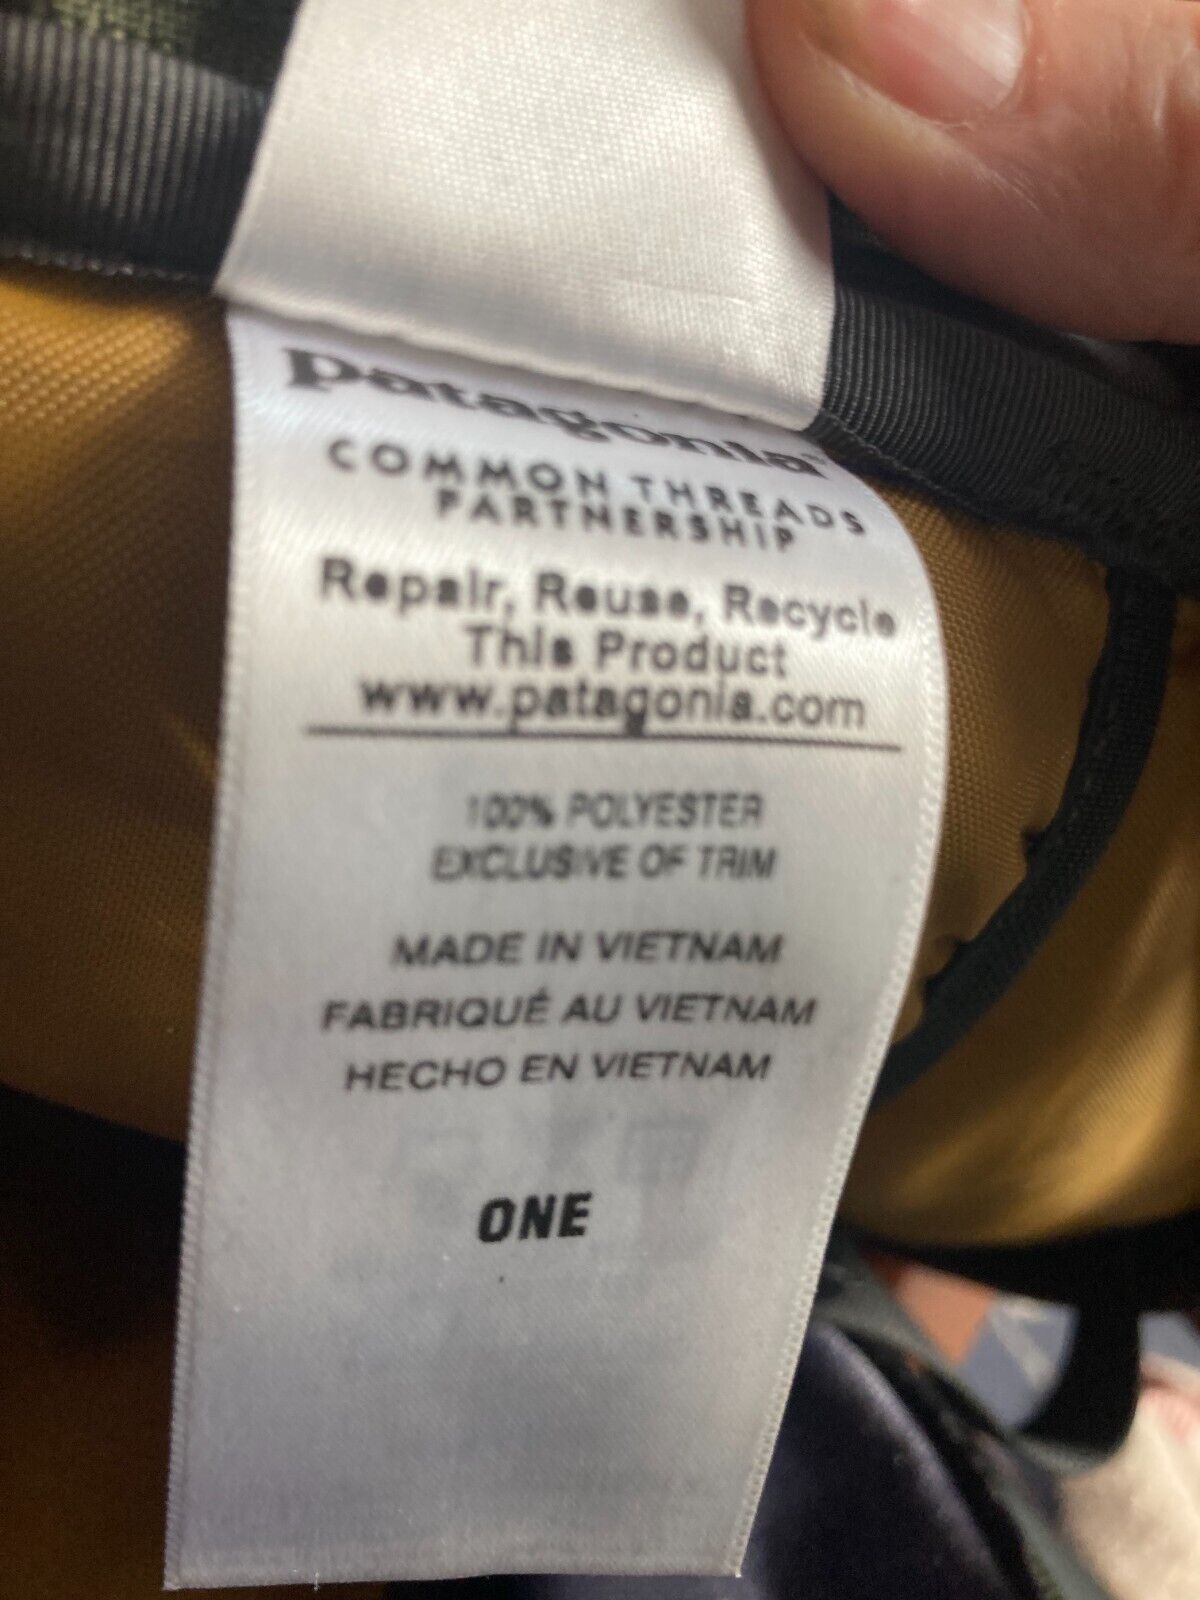 patagonia
COMMON THREADS
PARTNERSHIP
Repair, Reuse, Recycle
This Product
www.patagonia.com
100% POLYESTER
EXCLUSIVE OF TRIM
MADE IN VIETNAM
FABRIQUÉ AU VIETNAM
HECHO EN VIETNAM
ONE